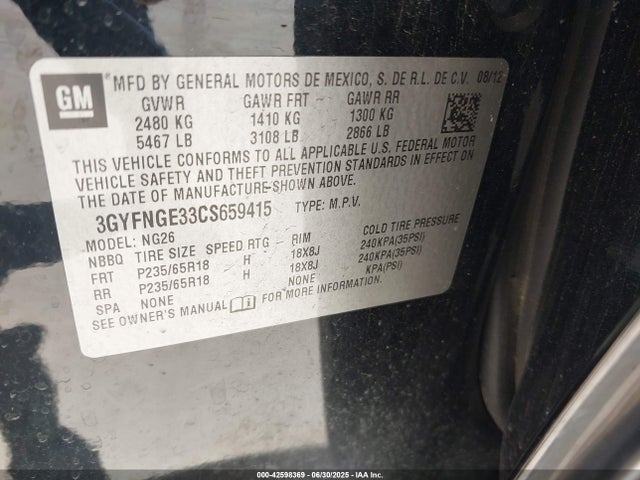 GM
MFD BY GENERAL MOTORS DE MEXICO, S. DE R.L. DE C.V. 08/12
GVWR GAWR FRT GAWR RR
2480 KG 1410 KG 1300 KG
5467 LB 3108 LB 2866 LB
THIS VEHICLE CONFORMS TO ALL APPLICABLE U.S. FEDERAL MOTOR
VEHICLE SAFETY AND THEFT PREVENTION STANDARDS IN EFFECT ON
THE DATE OF MANUFACTURE SHOWN ABOVE.
3GYFNGE33CS659415 TYPE: M.P.V.
MODEL: NG26
NBBQ TIRE SIZE SPEED RTG RIM COLD TIRE PRESSURE
FRT P235/65R18 H 18X8J 240KPA(35PSI)
RR P235/65R18 H 18X8J 240KPA(35PSI)
SPA NONE NONE KPA(PSI)
SEE OWNER'S MANUAL FOR MORE INFORMATION.
000-42598369 - 06/30/2025 - IAA Inc.